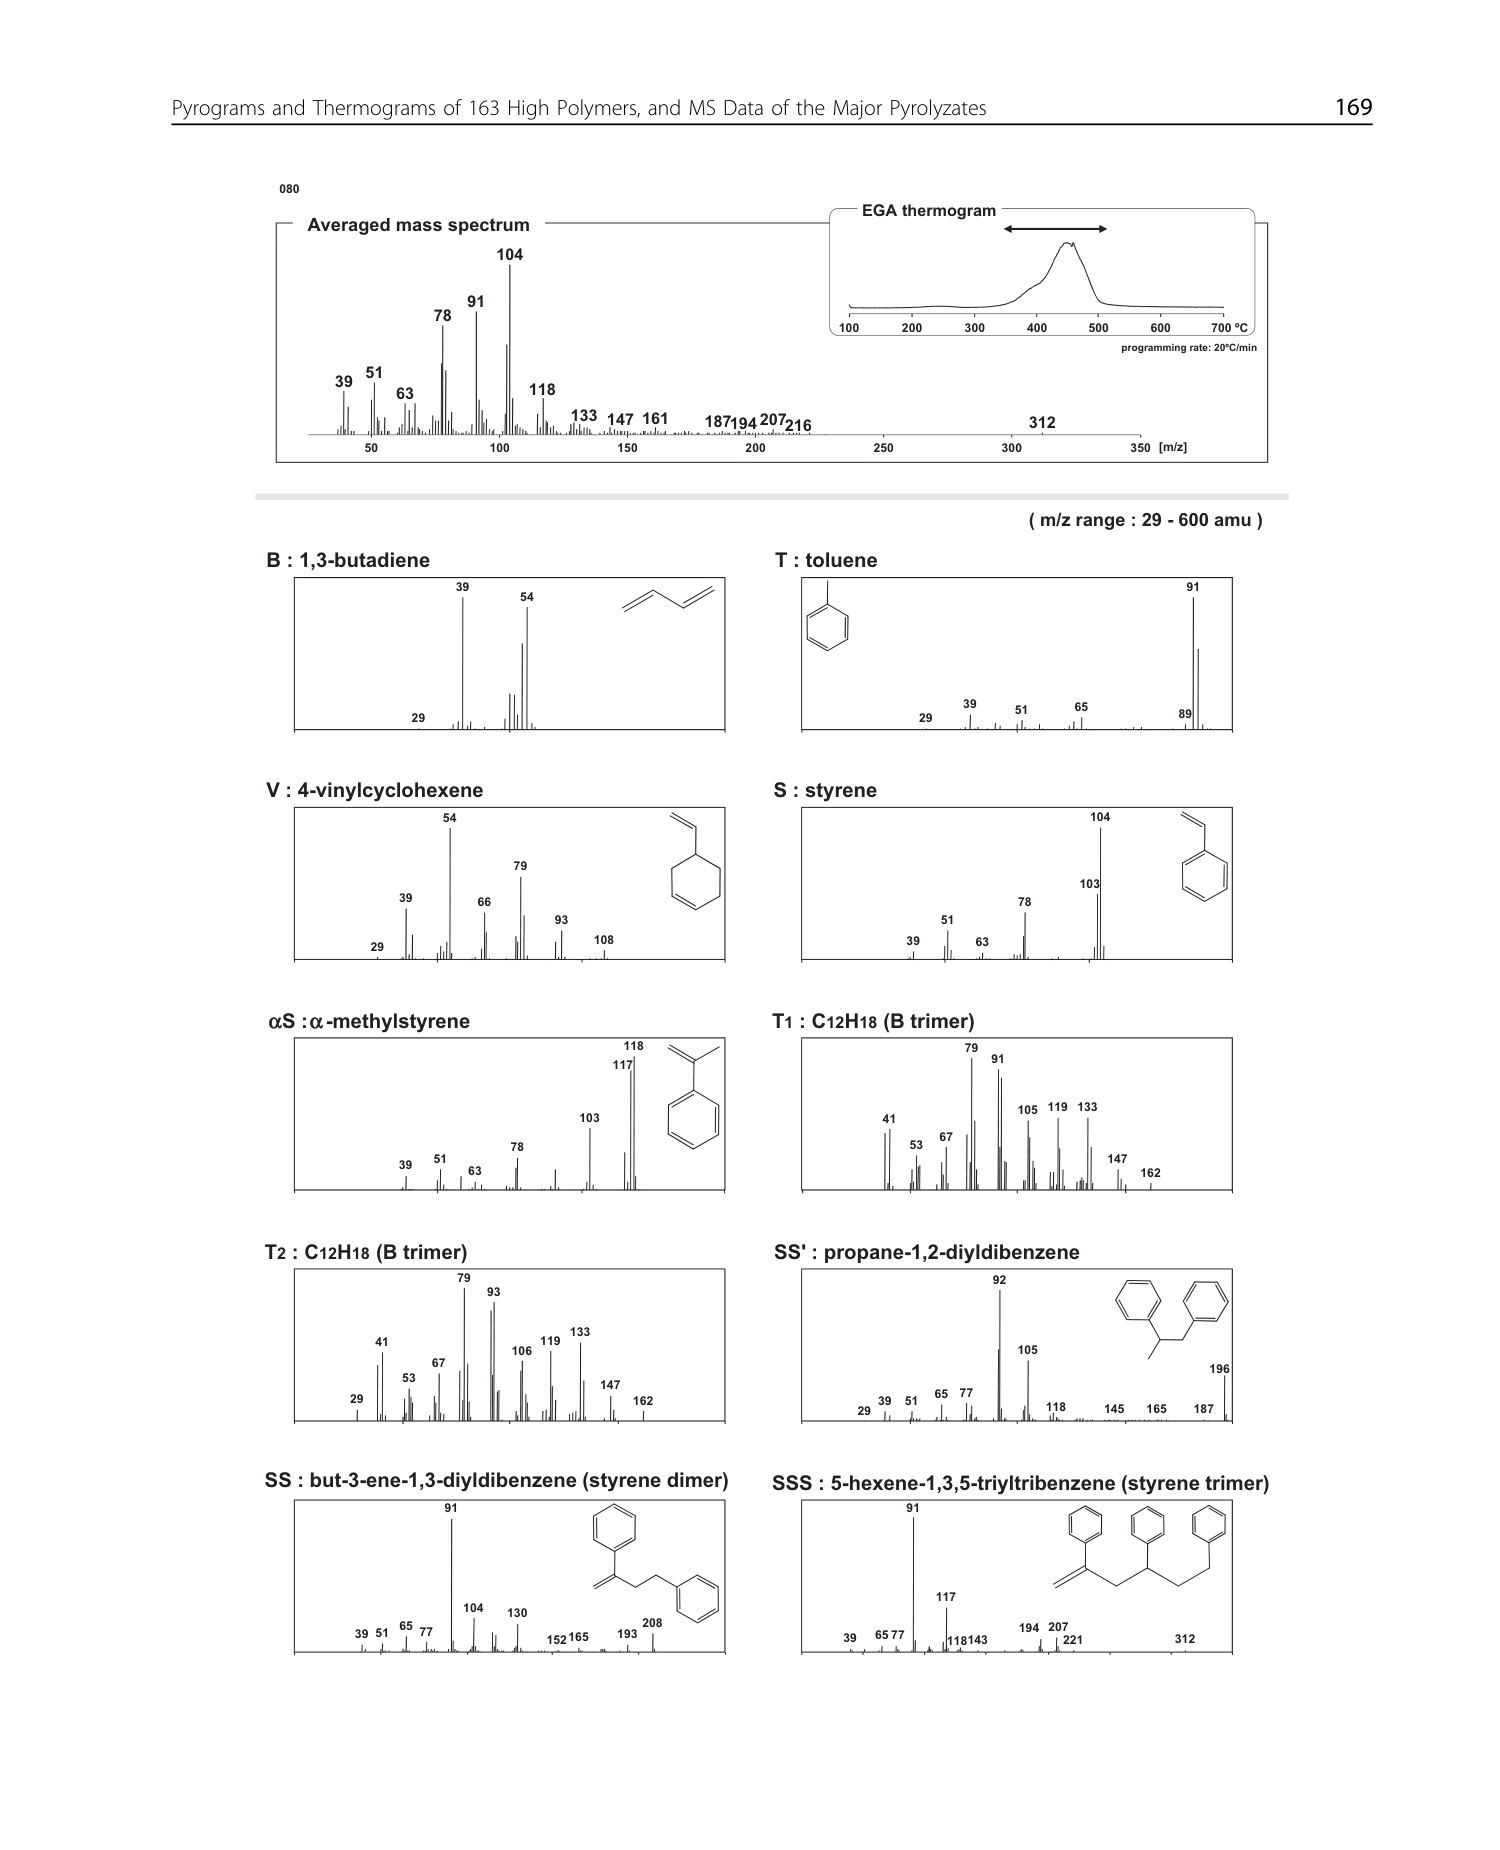 Pyrograms and Thermograms of 163 High Polymers, and MS Data of the Major Pyrolyzates 169
080
Averaged mass spectrum
EGA thermogram
100 200 300 400 500 600 700 ºC
programming rate: 20ºC/min
104
91
78
51
39
63
118
133 147 161 187 194 207 216 312
50 100 150 200 250 300 350 [m/z]
( m/z range : 29 - 600 amu )
B : 1,3-butadiene
39
54
29
T : toluene
91
39
51
65
29
89
V : 4-vinylcyclohexene
54
79
39
66
93
29
108
S : styrene
104
103
78
51
39
63
αS : α-methylstyrene
118
117
103
78
51
39
63
T1 : C12H18 (B trimer)
79
91
41
105 119 133
53
67
147
162
T2 : C12H18 (B trimer)
79
93
41
133
119
106
67
53
29
147
162
SS' : propane-1,2-diyldibenzene
92
105
196
29 39 51 65 77 118 145 165 187
SS : but-3-ene-1,3-diyldibenzene (styrene dimer)
91
104
130
39 51 65 77 152 165 193 208
SSS : 5-hexene-1,3,5-triyltribenzene (styrene trimer)
91
117
194 207
39 65 77 118 143 221 312